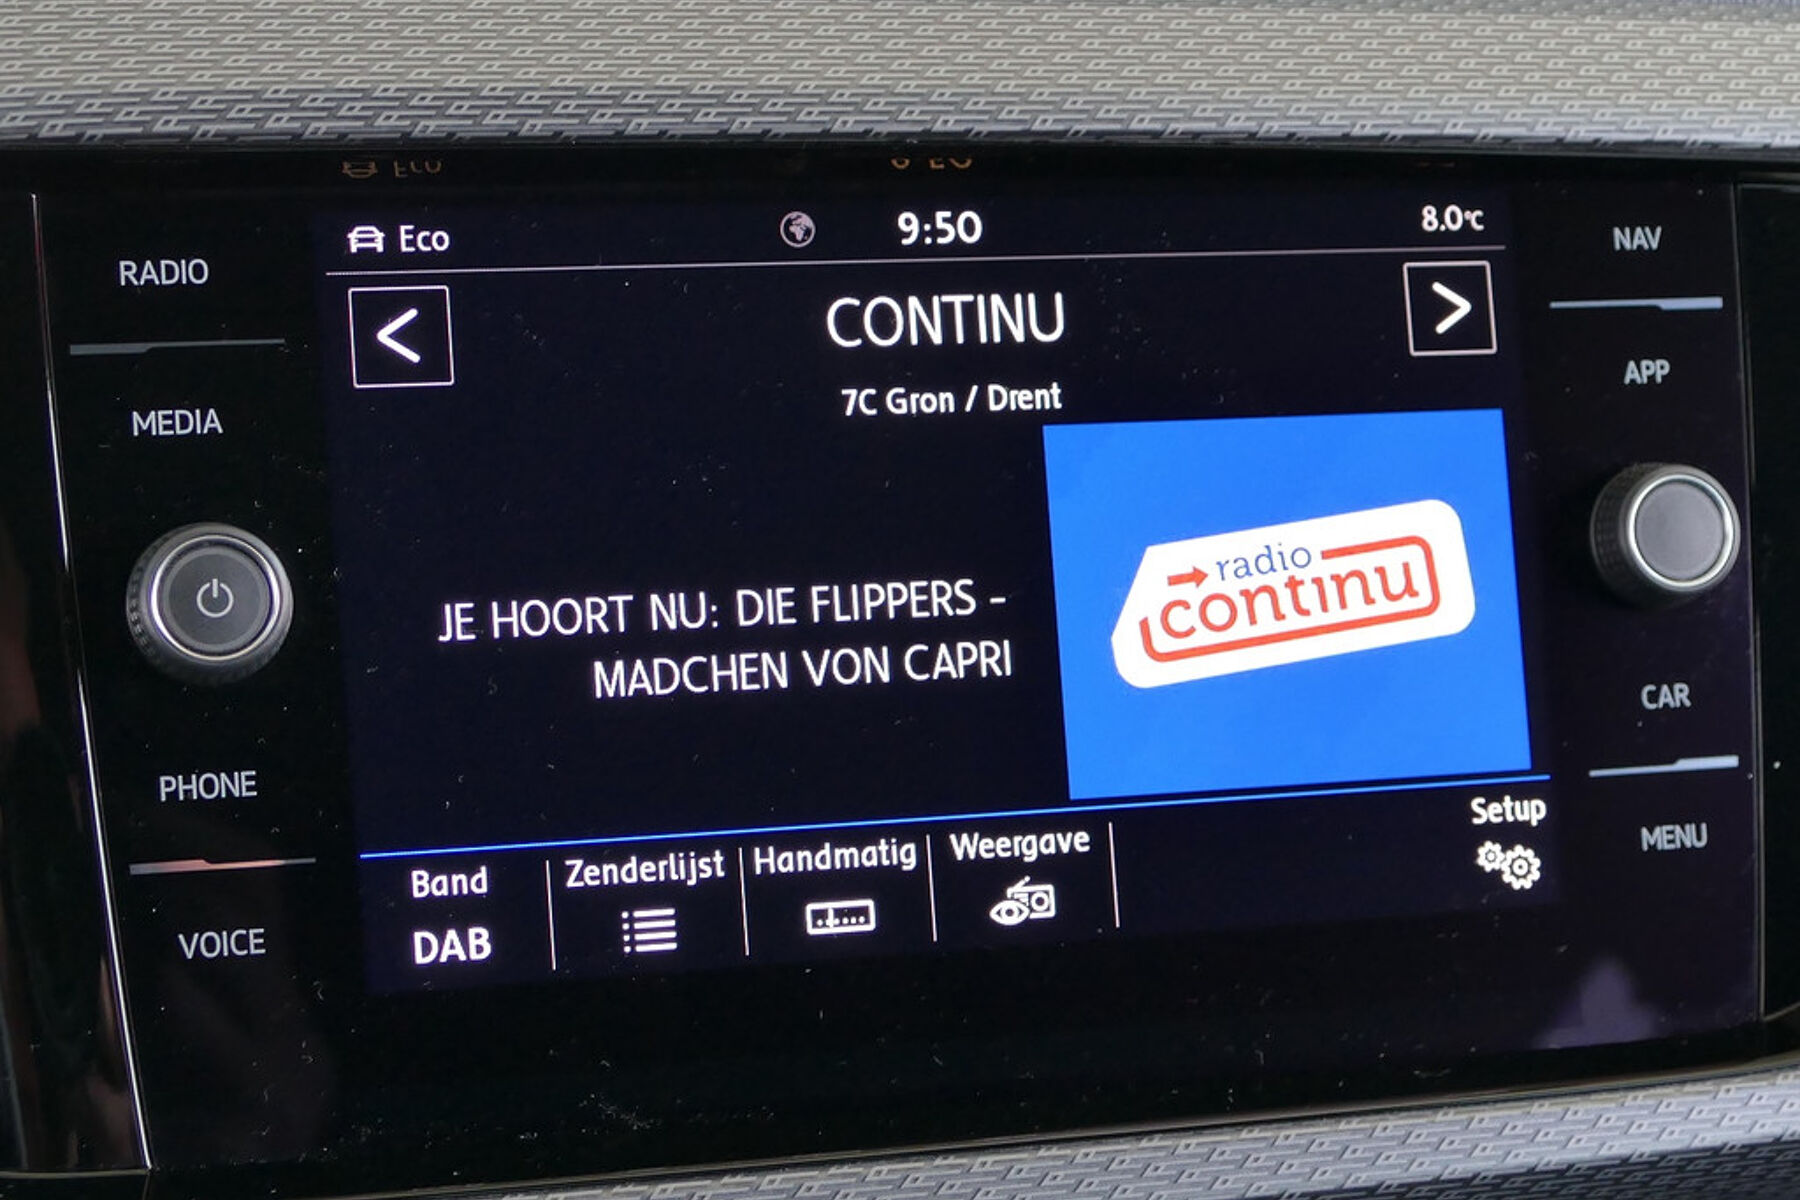 RADIO
MEDIA
PHONE
VOICE
Eco
9:50
8.0°C
CONTINU
7C Gron / Drent
JE HOORT NU: DIE FLIPPERS -
MADCHEN VON CAPRI
radio
continu
Band
DAB
Zenderlijst
Handmatig
Weergave
Setup
NAV
APP
CAR
MENU